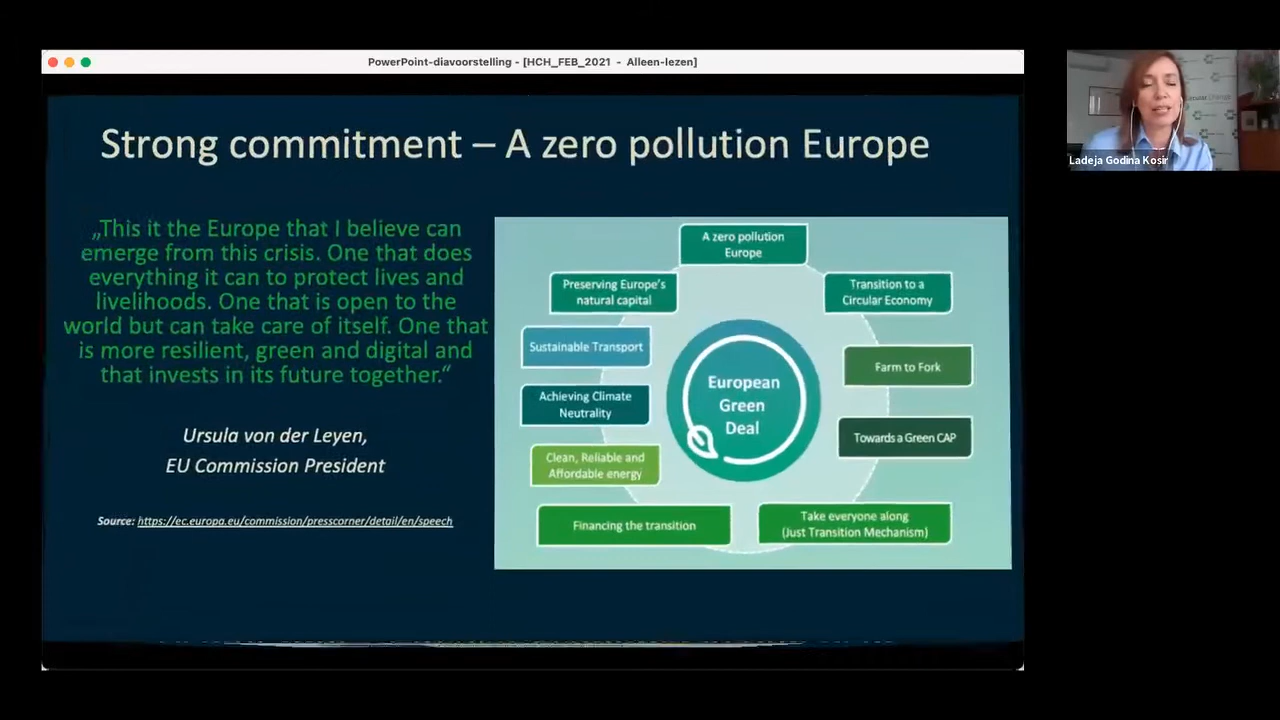 PowerPoint-diavoorstelling - [HCH_FEB_2021 - Alleen-lezen]
Strong commitment – A zero pollution Europe
„This it the Europe that I believe can
emerge from this crisis. One that does
everything it can to protect lives and
livelihoods. One that is open to the
world but can take care of itself. One that
is more resilient, green and digital and
that invests in its future together.“
Ursula von der Leyen,
EU Commission President
Source: https://ec.europa.eu/commission/presscorner/detail/en/speech
A zero pollution
Europe
Preserving Europe's
natural capital
Transition to a
Circular Economy
Sustainable Transport
Farm to Fork
Achieving Climate
Neutrality
European
Green
Deal
Towards a Green CAP
Clean, Reliable and
Affordable energy
Financing the transition
Take everyone along
(Just Transition Mechanism)
Ladeja Godina Kosir